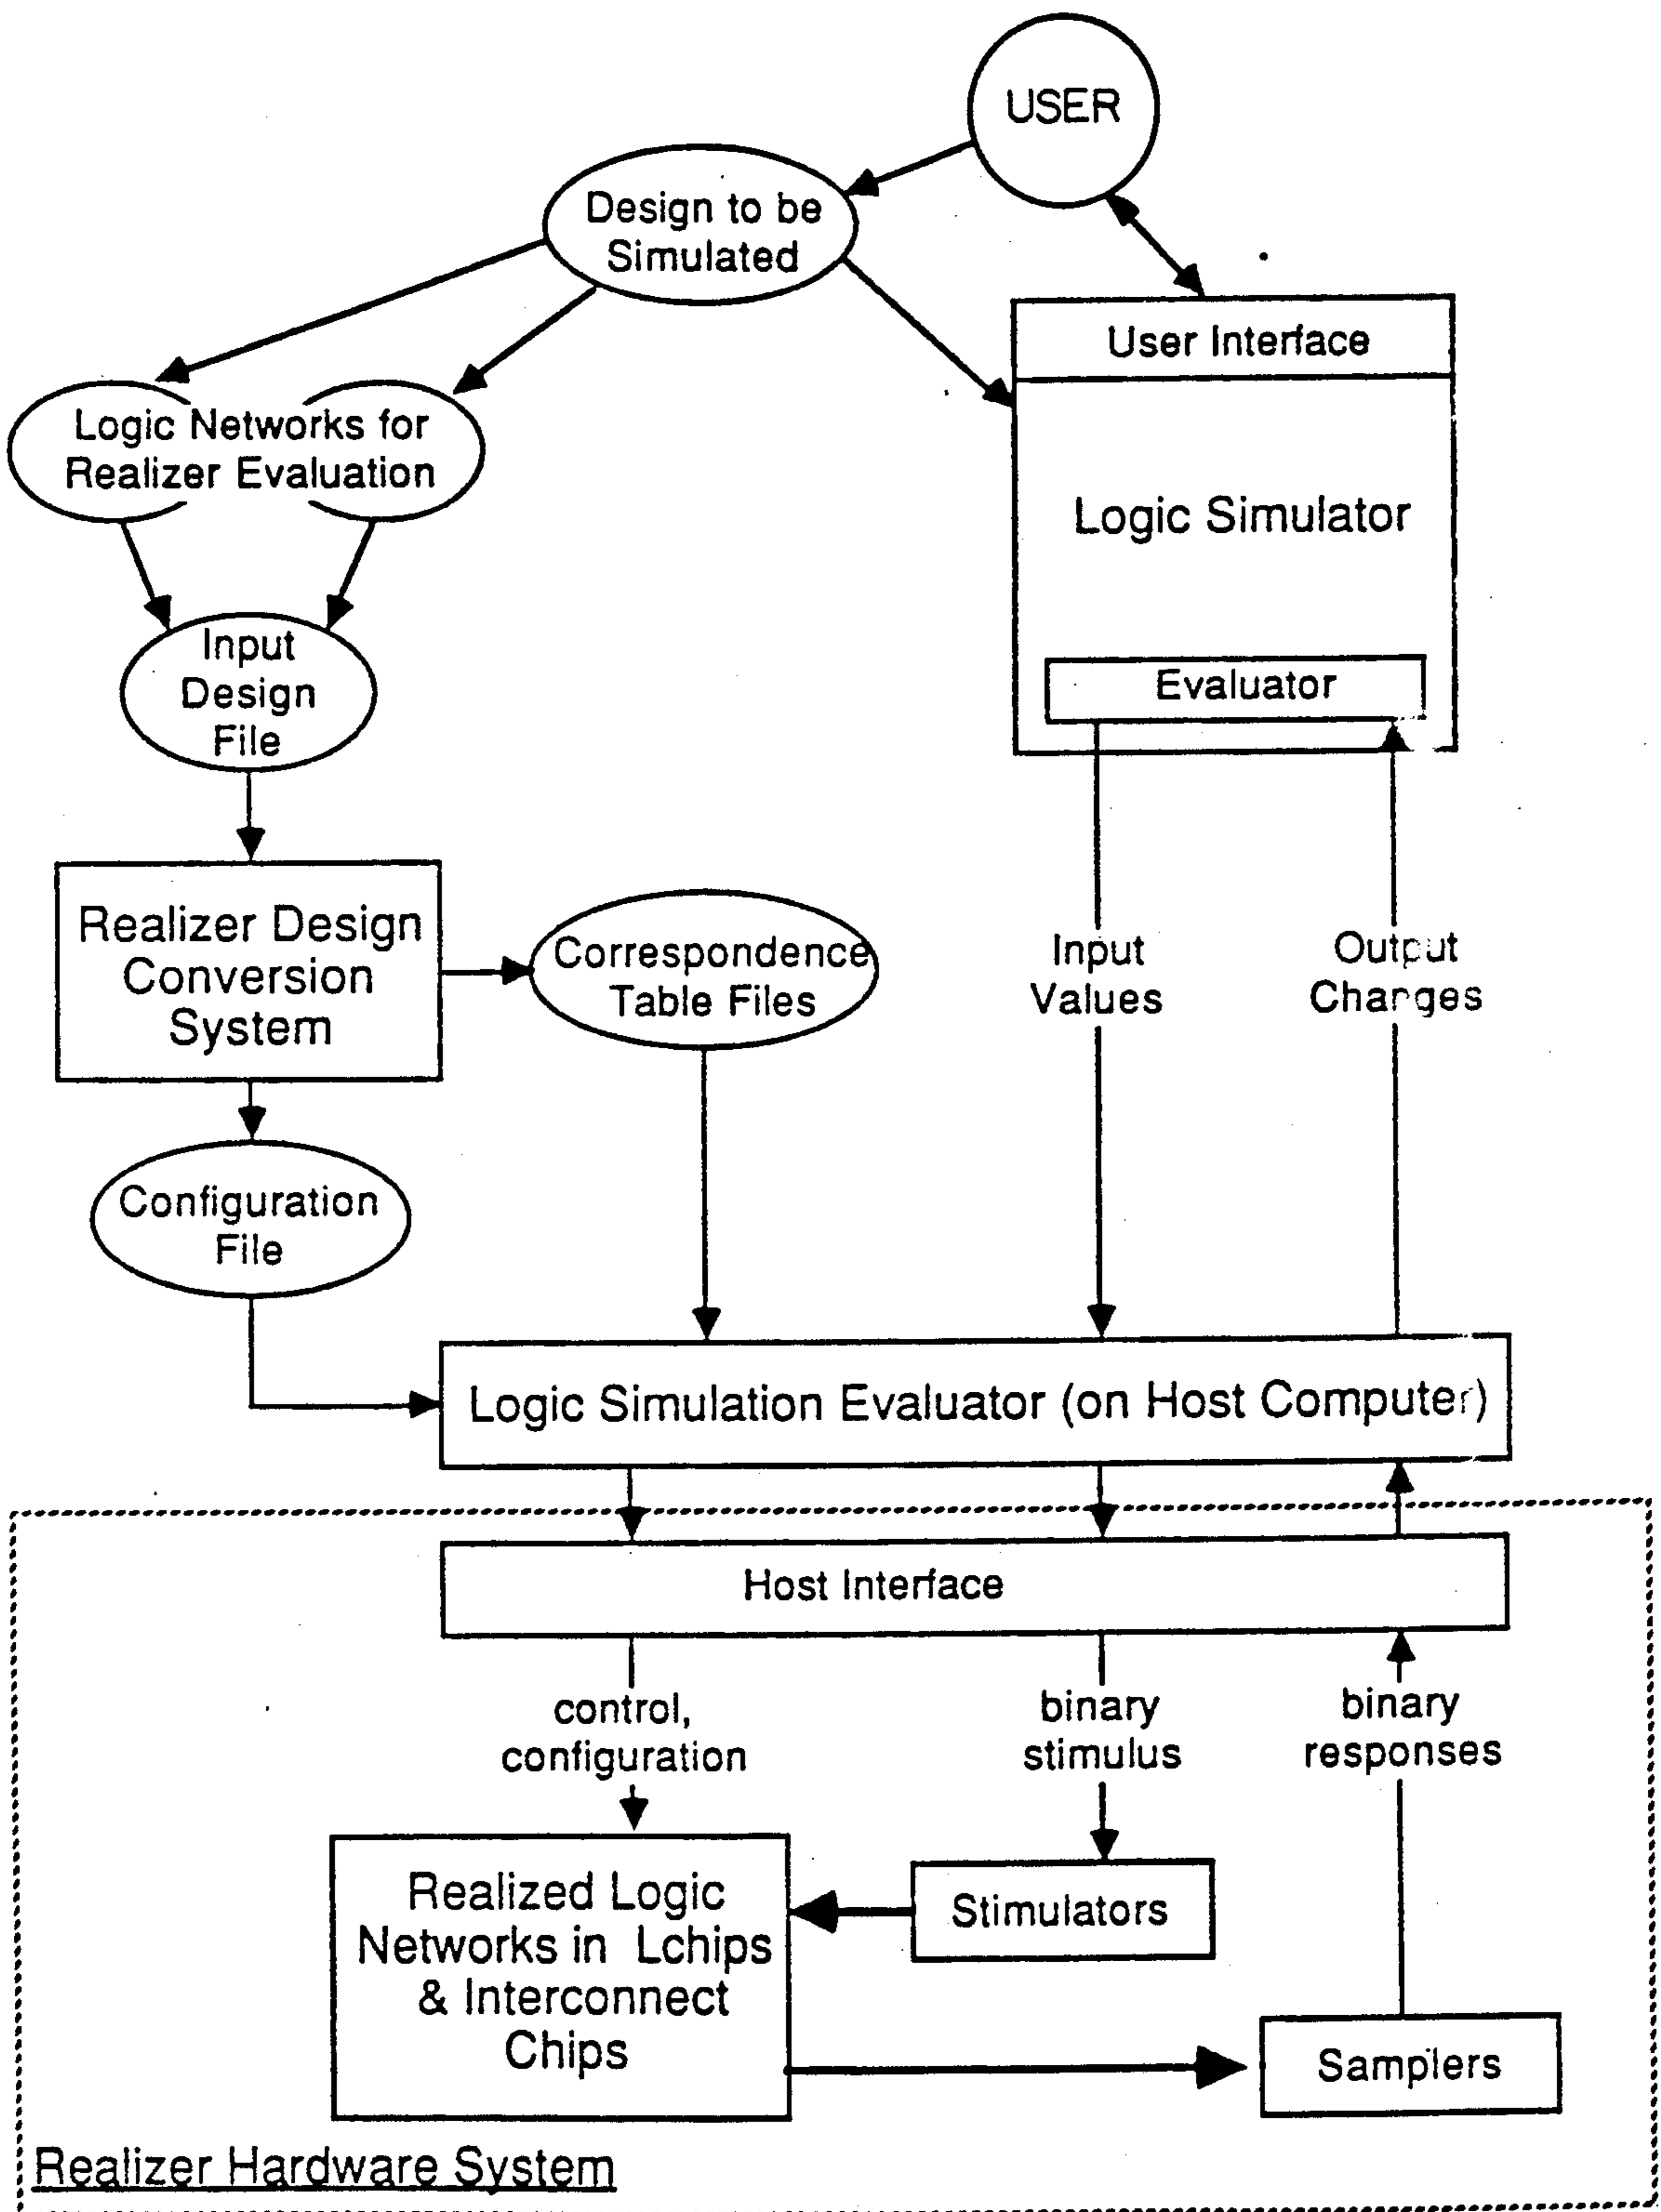 USER
Design to be
Simulated
User Interface
Logic Networks for
Realizer Evaluation
Logic Simulator
Input
Design
File
Evaluator
Realizer Design
Conversion
System
Correspondence
Table Files
Input
Values
Output
Changes
Configuration
File
Logic Simulation Evaluator (on Host Computer)
Host Interface
control,
configuration
binary
stimulus
binary
responses
Realized Logic
Networks in Lchips
& Interconnect
Chips
Stimulators
Samplers
Realizer Hardware System